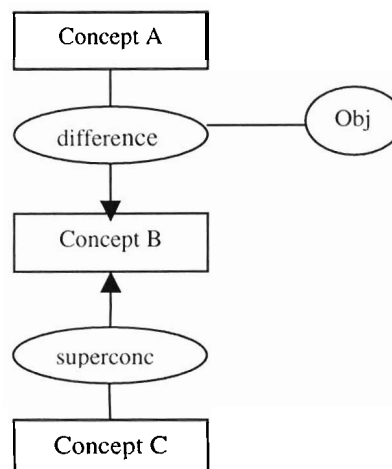 Concept A
difference
Obj
Concept B
superconc
Concept C